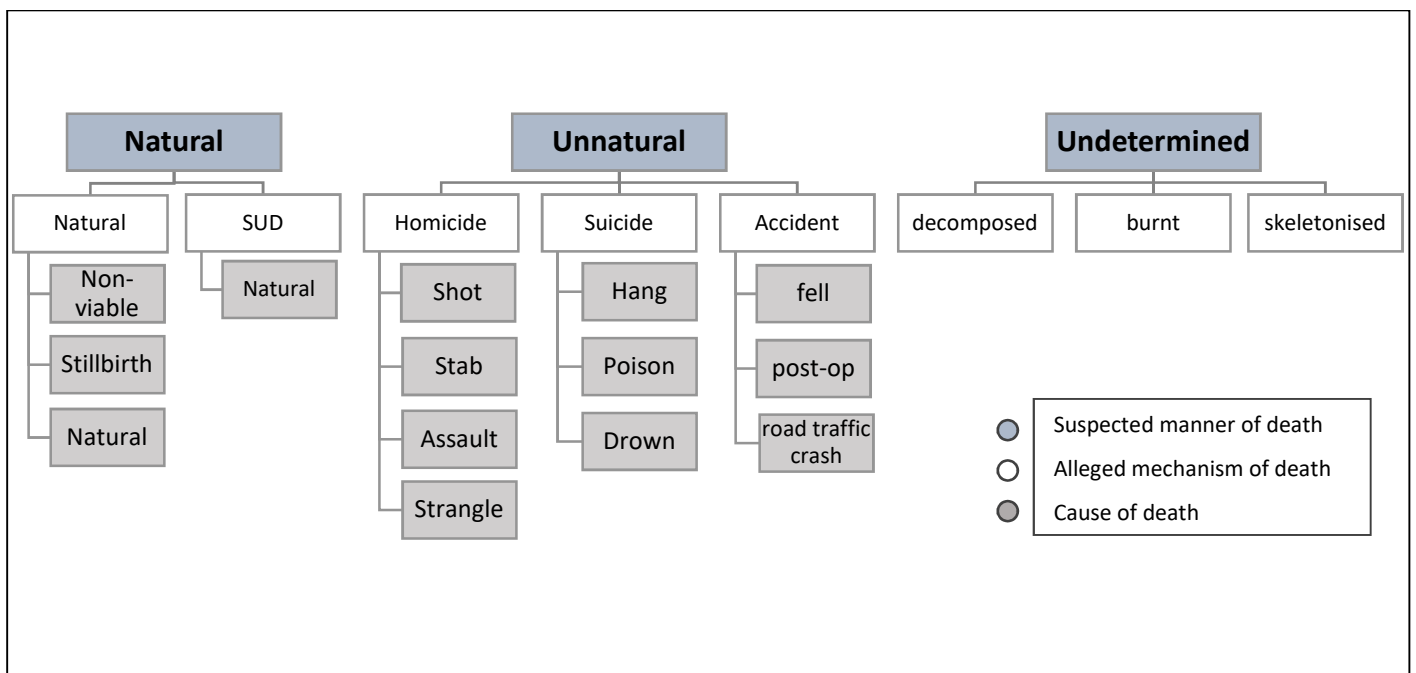 Natural
Unnatural
Undetermined
Natural
SUD
Homicide
Suicide
Accident
decomposed
burnt
skeletonised
Non-
viable
Stillbirth
Natural
Natural
Shot
Stab
Assault
Strangle
Hang
Poison
Drown
fell
post-op
road traffic
crash
Suspected manner of death
Alleged mechanism of death
Cause of death